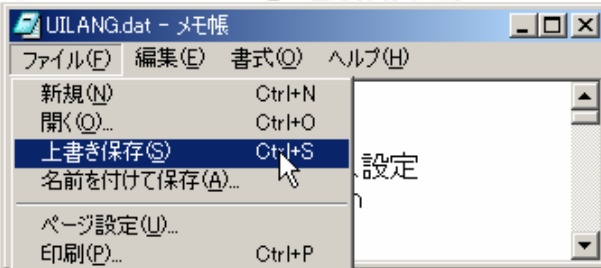 UILANG.dat - メモ帳
ファイル(F) 編集(E) 書式(O) ヘルプ(H)
新規(N) Ctrl+N
開く(O)... Ctrl+O
上書き保存(S) Ctrl+S
設定
名前を付けて保存(A)...
ページ設定(U)...
印刷(P)... Ctrl+P